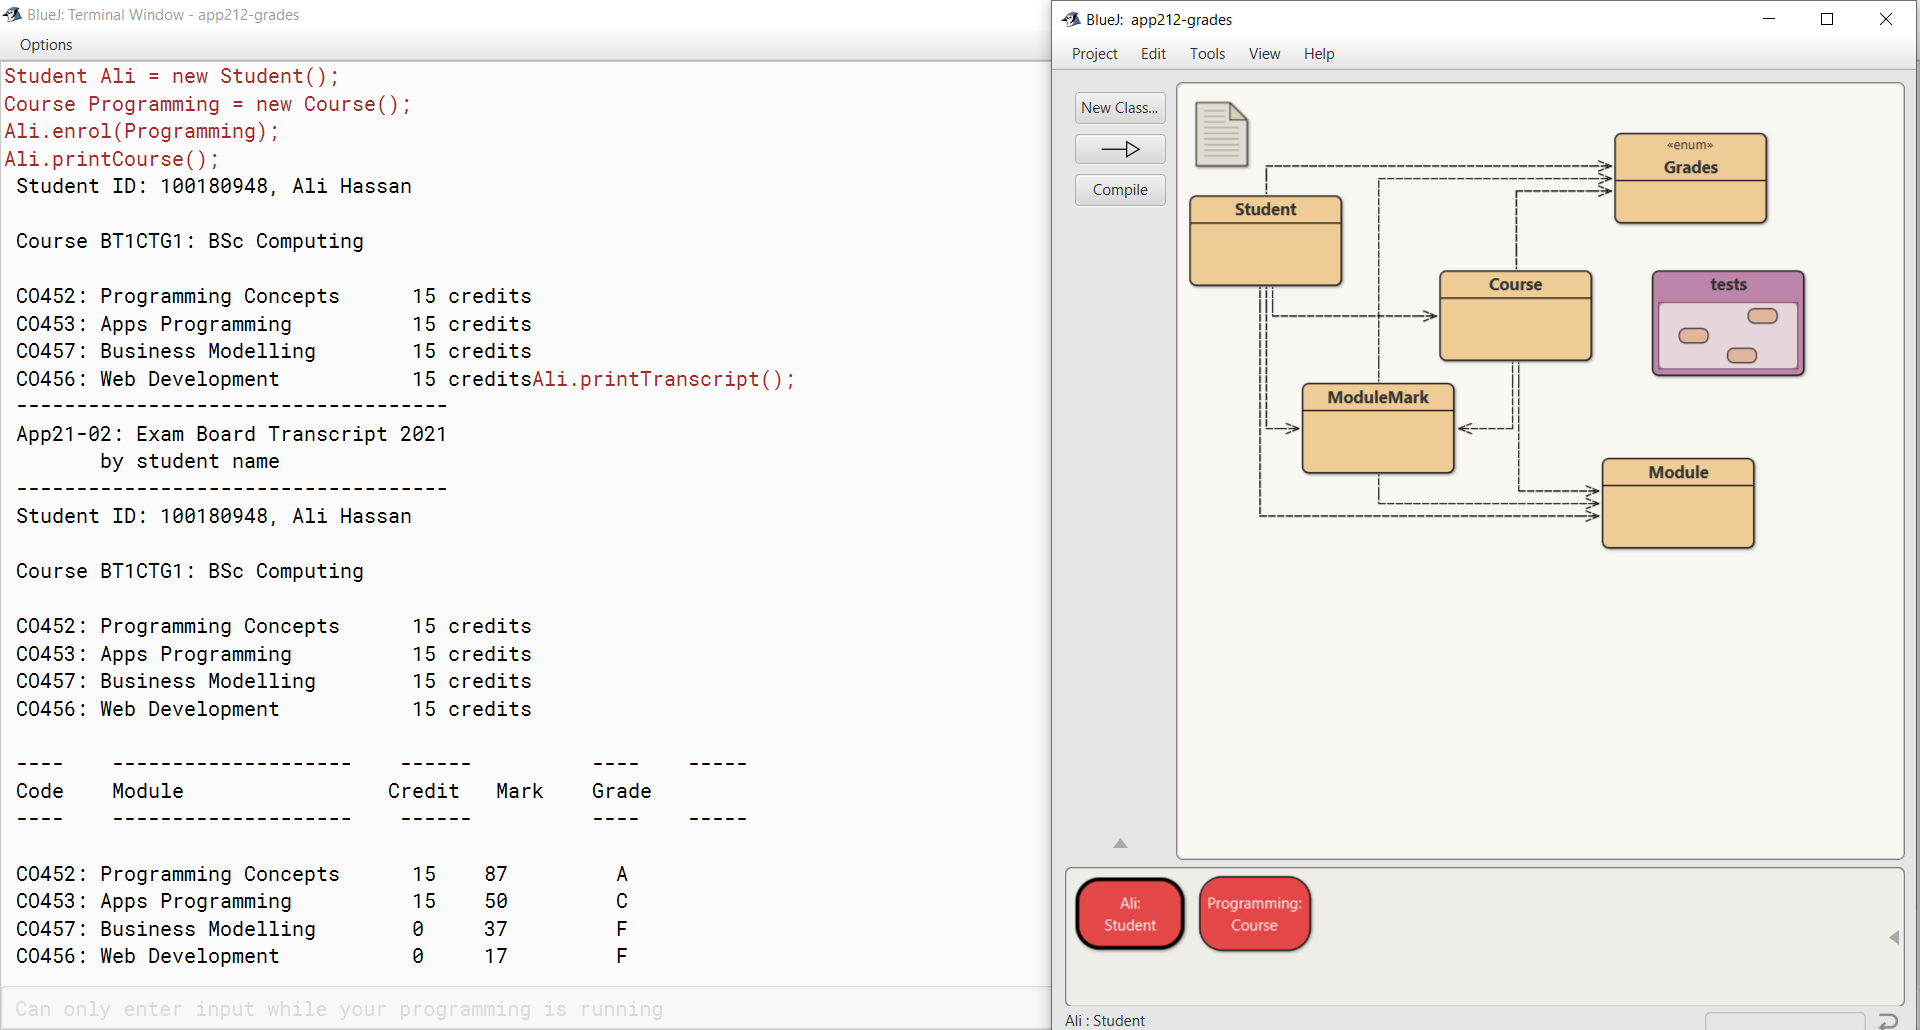 BlueJ: Terminal Window - app212-grades
Options
Student Ali = new Student();
Course Programming = new Course();
Ali.enrol(Programming);
Ali.printCourse();
Student ID: 100180948, Ali Hassan
Course BT1CTG1: BSc Computing
CO452: Programming Concepts 15 credits
CO453: Apps Programming 15 credits
CO457: Business Modelling 15 credits
CO456: Web Development 15 creditsAli.printTranscript();
------------------------------------
App21-02: Exam Board Transcript 2021
by student name
------------------------------------
Student ID: 100180948, Ali Hassan
Course BT1CTG1: BSc Computing
CO452: Programming Concepts 15 credits
CO453: Apps Programming 15 credits
CO457: Business Modelling 15 credits
CO456: Web Development 15 credits
---- -------------------- ------ ---- -----
Code Module Credit Mark Grade
---- -------------------- ------ ---- -----
CO452: Programming Concepts 15 87 A
CO453: Apps Programming 15 50 C
CO457: Business Modelling 0 37 F
CO456: Web Development 0 17 F
Can only enter input while your programming is running
BlueJ: app212-grades
Project Edit Tools View Help
New Class...
Compile
«enum»
Grades
Student
Course
tests
ModuleMark
Module
Ali:
Student
Programming:
Course
Ali : Student